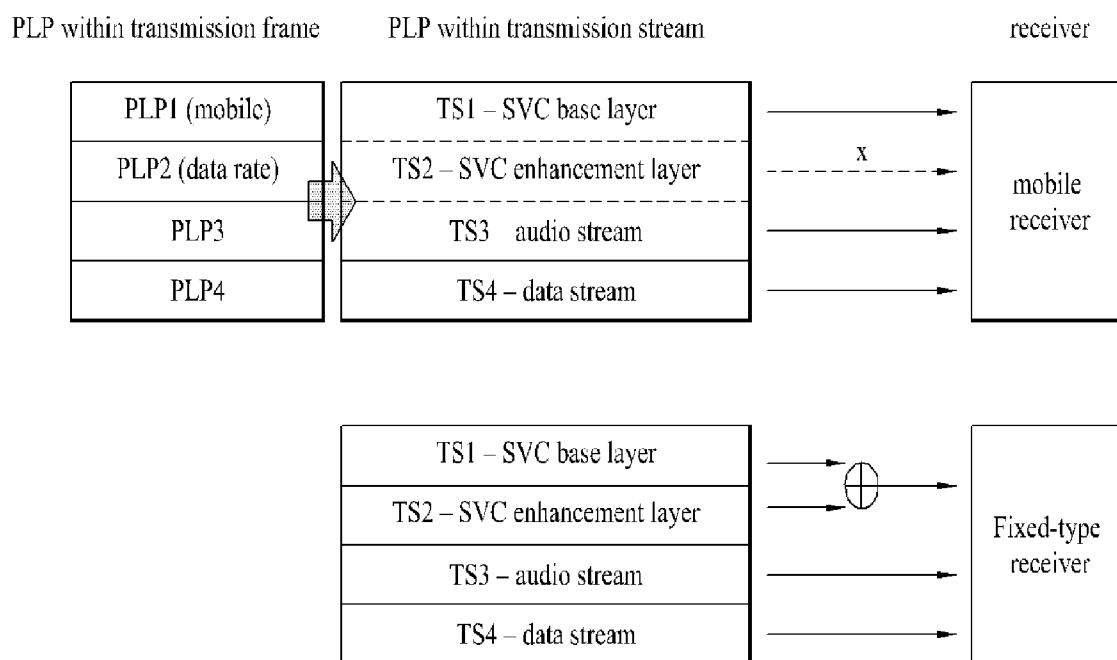 PLP within transmission frame PLP within transmission stream receiver
PLP1 (mobile) TS1 – SVC base layer
PLP2 (data rate) TS2 – SVC enhancement layer x
PLP3 TS3 audio stream
PLP4 TS4 – data stream
mobile
receiver
TS1 – SVC base layer
TS2 – SVC enhancement layer
TS3 – audio stream
TS4 – data stream
Fixed-type
receiver